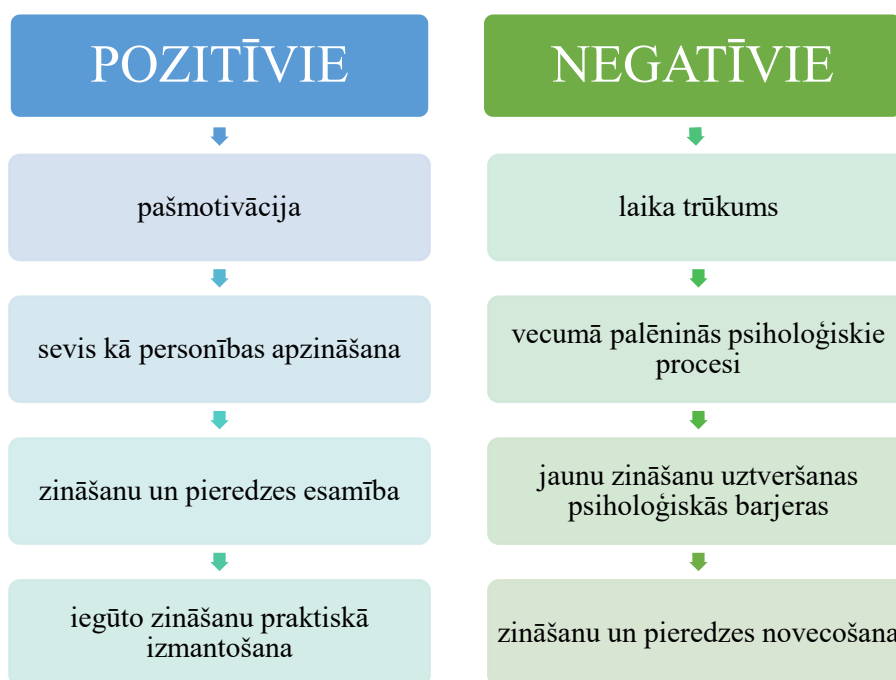 POZITĪVIE
pašmotivācija
sevis kā personības apzināšana
zināšanu un pieredzes esamība
iegūto zināšanu praktiskā
izmantošana
NEGATĪVIE
laika trūkums
vecumā palēninās psiholoģiskie
procesi
jaunu zināšanu uztveršanas
psiholoģiskās barjeras
zināšanu un pieredzes novecošana